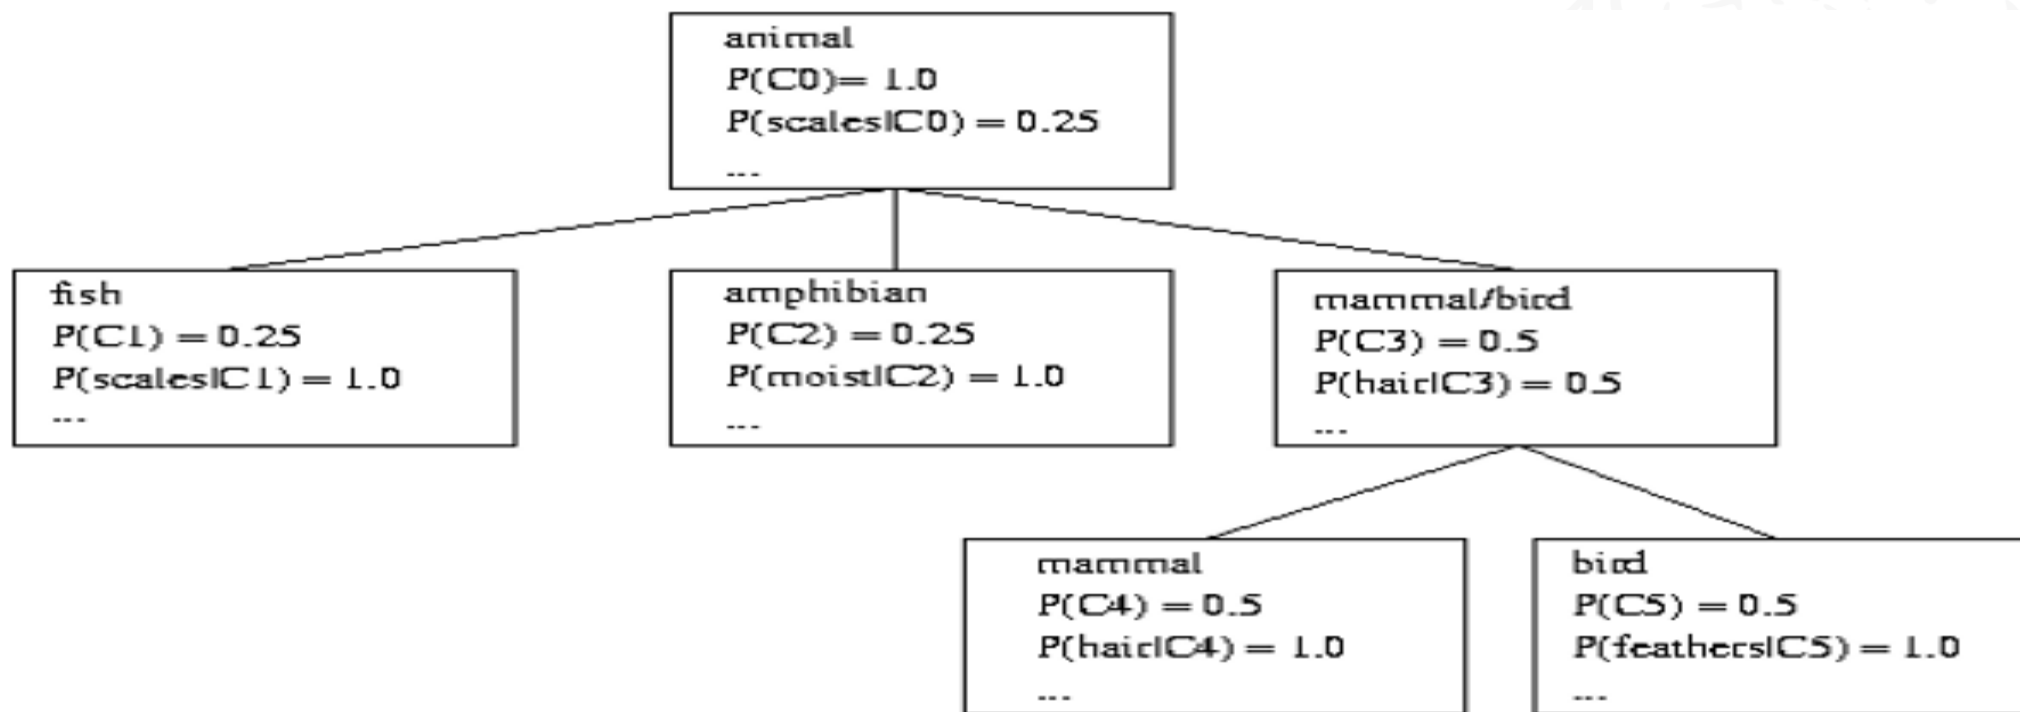 animal
P(C0)= 1.0
P(scales|C0) = 0.25
...
fish
P(C1) = 0.25
P(scales|C1) = 1.0
...
amphibian
P(C2) = 0.25
P(moist|C2) = 1.0
...
mammal/bird
P(C3) = 0.5
P(hair|C3) = 0.5
...
mammal
P(C4) = 0.5
P(hair|C4) = 1.0
...
bird
P(C5) = 0.5
P(feathers|C5) = 1.0
...